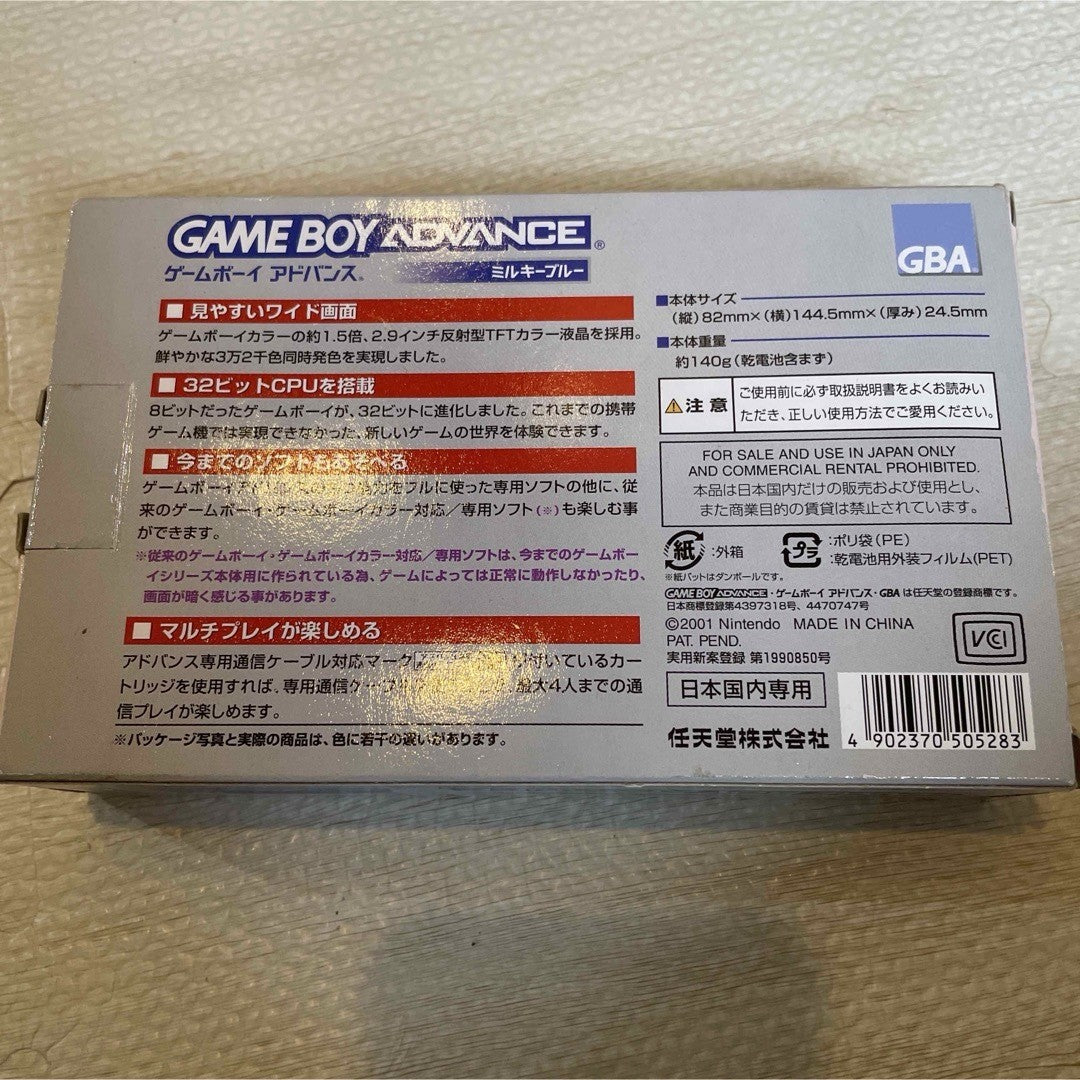 GAME BOY ADVANCE®
ゲームボーイ アドバンス®
ミルキーブルー
GBA
■ 見やすいワイド画面
ゲームボーイカラーの約1.5倍、2.9インチ反射型TFTカラー液晶を採用。
鮮やかな3万2千色同時発色を実現しました。
■ 32ビットCPUを搭載
8ビットだったゲームボーイが、32ビットに進化しました。これまでの携帯
ゲーム機では実現できなかった、新しいゲームの世界を体験できます。
■ 今までのソフトもあそべる
ゲームボーイ をフルに使った専用ソフトの他に、従
来のゲームボーイ・ゲームボーイカラー対応/専用ソフト(※)も楽しむ事
ができます。
※従来のゲームボーイ・ゲームボーイカラー対応/専用ソフトは、今までのゲームボー
イシリーズ本体用に作られている為、ゲームによっては正常に動作しなかったり、
画面が暗く感じる事があります。
■ マルチプレイが楽しめる
アドバンス専用通信ケーブル対応マーク 付いているカー
トリッジを使用すれば、専用通信ケーブル 最大4人までの通
信プレイが楽しめます。
※パッケージ写真と実際の商品は、色に若干の違いがあります。
■本体サイズ
(縦)82mm×(横)144.5mm×(厚み)24.5mm
■本体重量
約140g(乾電池含まず)
注意
ご使用前に必ず取扱説明書をよくお読みい
ただき、正しい使用方法でご愛用ください。
FOR SALE AND USE IN JAPAN ONLY
AND COMMERCIAL RENTAL PROHIBITED.
本品は日本国内だけの販売および使用とし、
また商業目的の賃貸は禁止されています。
紙:外箱
プラ:ポリ袋(PE)
:乾電池用外装フィルム(PET)
※紙パットはダンボールです。
GAME BOY ADVANCE・ゲームボーイ アドバンス・GBA は任天堂の登録商標です。
日本商標登録第4397318号、4470747号
©2001 Nintendo MADE IN CHINA
PAT. PEND.
実用新案登録 第1990850号
VCI
日本国内専用
任天堂株式会社
4 902370 505283